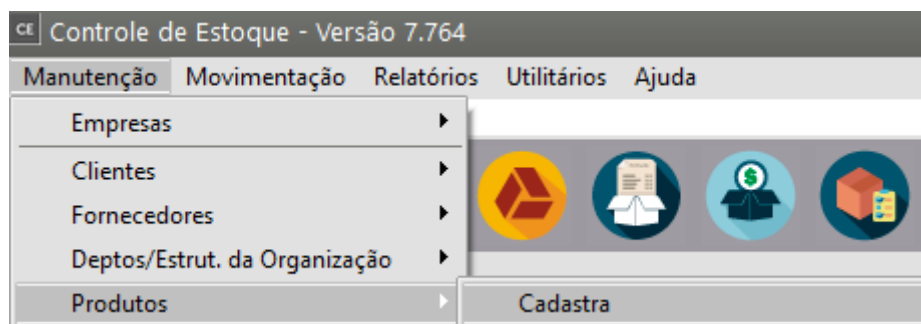 CE Controle de Estoque - Versão 7.764
Manutenção Movimentação Relatórios Utilitários Ajuda
Empresas
Clientes
Fornecedores
Deptos/Estrut. da Organização
Produtos Cadastra